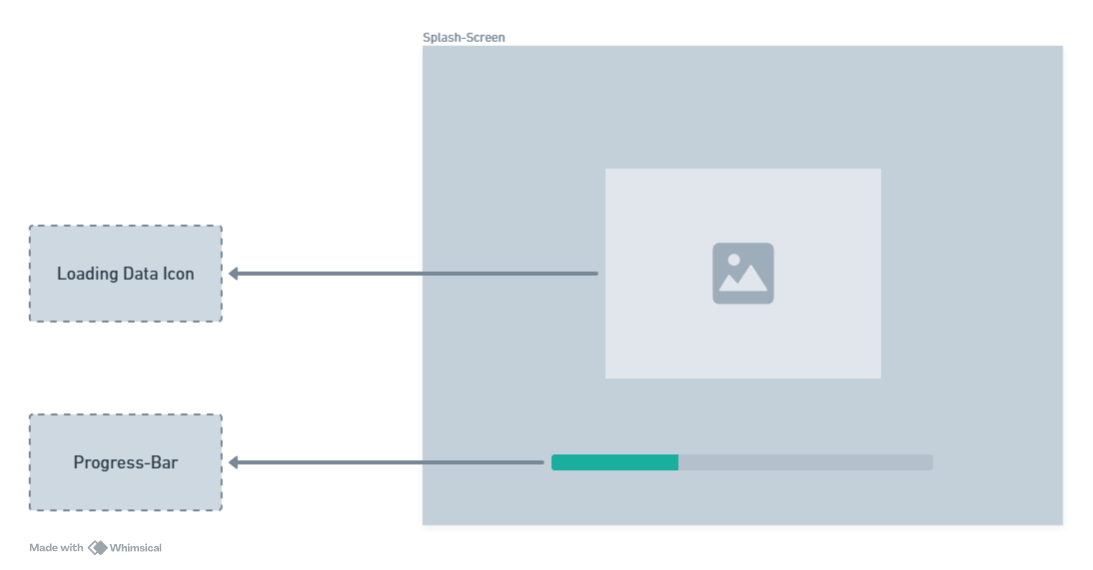 Splash-Screen
Loading Data Icon
Progress-Bar
Made with Whimsical